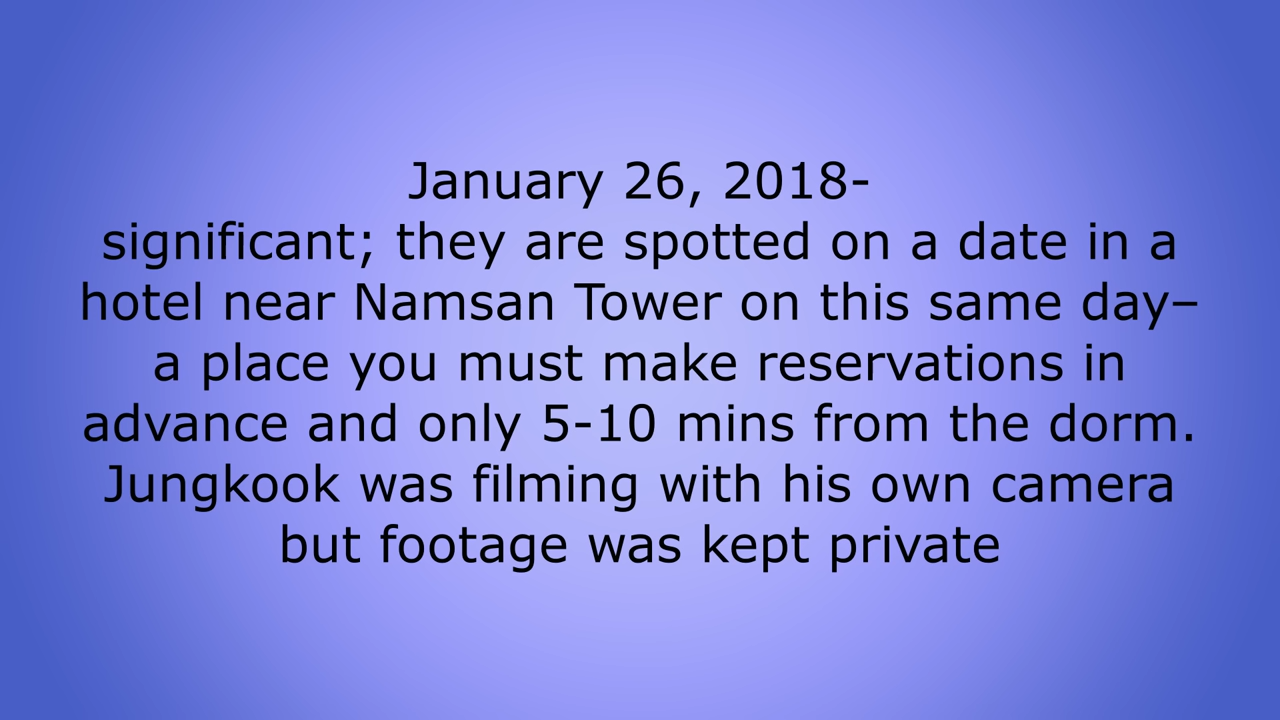 January 26, 2018-
significant; they are spotted on a date in a
hotel near Namsan Tower on this same day–
a place you must make reservations in
advance and only 5-10 mins from the dorm.
Jungkook was filming with his own camera
but footage was kept private